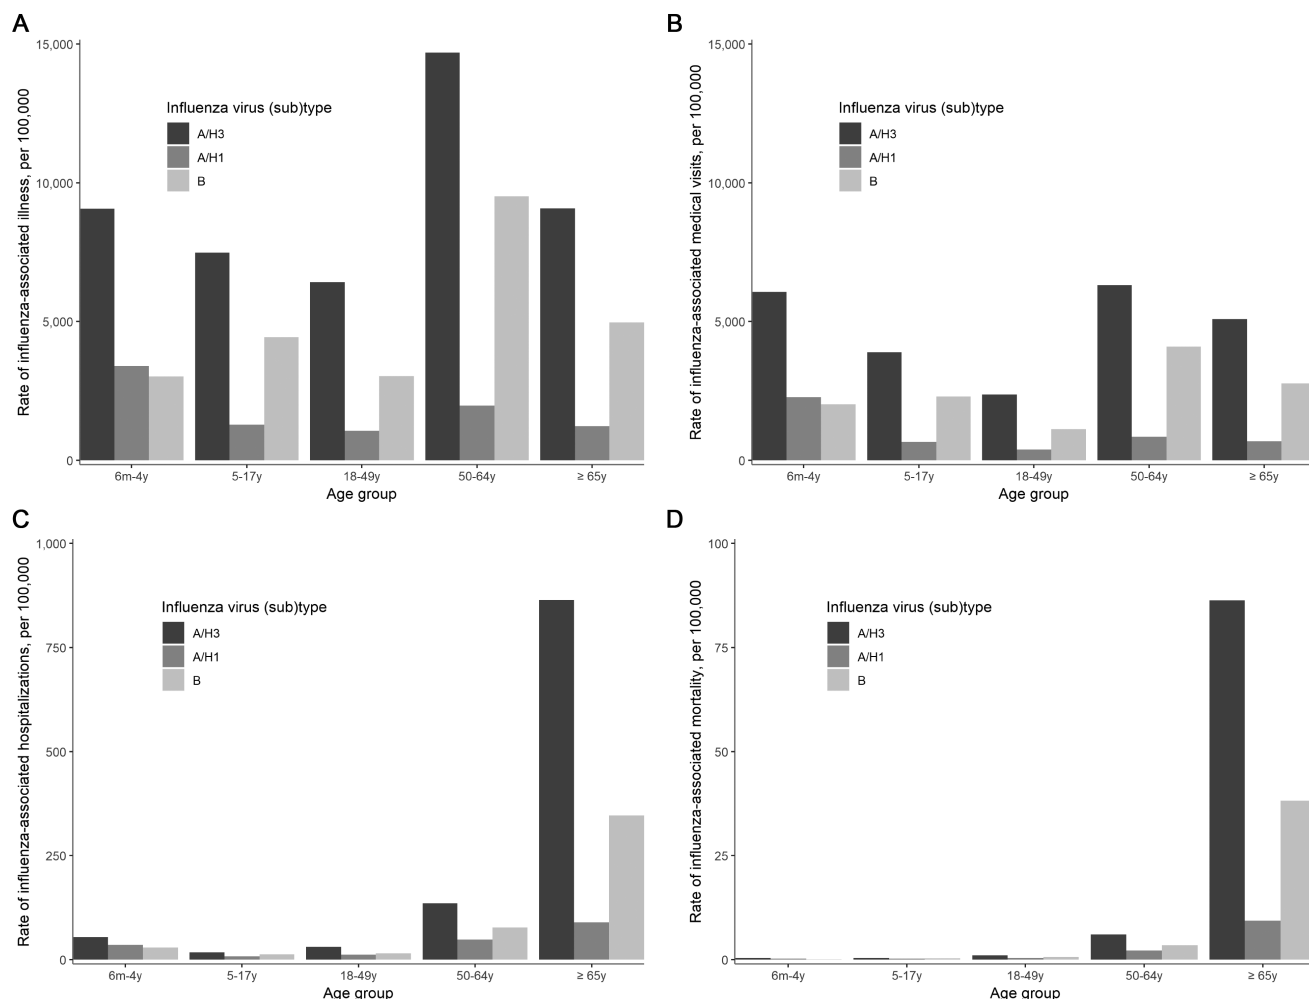 A
Rate of influenza-associated illness, per 100,000
15,000
10,000
5,000
0
Influenza virus (sub)type
A/H3
A/H1
B
6m-4y 5-17y 18-49y 50-64y ≥ 65y
Age group
B
Rate of influenza-associated medical visits, per 100,000
15,000
10,000
5,000
0
Influenza virus (sub)type
A/H3
A/H1
B
6m-4y 5-17y 18-49y 50-64y ≥ 65y
Age group
C
Rate of influenza-associated hospitalizations, per 100,000
1,000
750
500
250
0
Influenza virus (sub)type
A/H3
A/H1
B
6m-4y 5-17y 18-49y 50-64y ≥ 65y
Age group
D
Rate of influenza-associated mortality, per 100,000
100
75
50
25
0
Influenza virus (sub)type
A/H3
A/H1
B
6m-4y 5-17y 18-49y 50-64y ≥ 65y
Age group